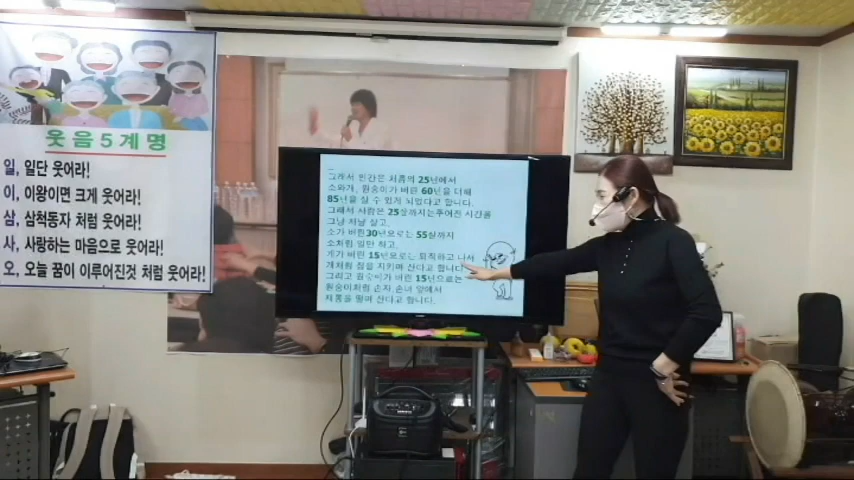 웃음5계명
일, 일단 웃어라!
이, 이왕이면 크게 웃어라!
삼, 삼척동자 처럼 웃어라!
사, 사랑하는 마음으로 웃어라!
오, 오늘 꿈이 이루어진것 처럼 웃어라!
그래서 인간은 처음의 25년에서
소와개, 원숭이가 버린 60년을 더해
85년을 살 수 있게 되었다고 합니다.
그래서 사람은 25살까지는주어진 시간을
그냥 저냥 살고,
소가 버린30년으로는 55살까지
소처럼 일만 하고,
개가 버린 15년으로는 퇴직하고 나서
개처럼 집을 지키며 산다고 합니다.
그리고 원숭이가 버린 15년으로는
원숭이처럼 손자 손녀 앞에서
재롱을 떨며 산다고 합니다.